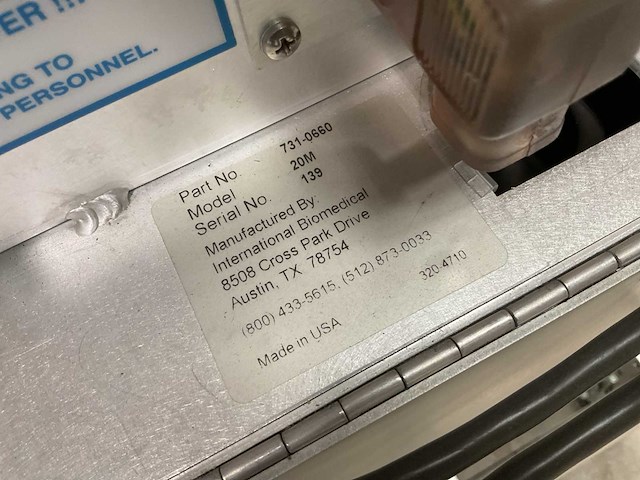 ER !!!
NG TO
PERSONNEL.
Part No. 731-0660
Model 20M
Serial No. 139
Manufactured By:
International Biomedical
8508 Cross Park Drive
Austin, TX 78754
(800) 433-5615, (512) 873-0033
320-4710
Made in USA